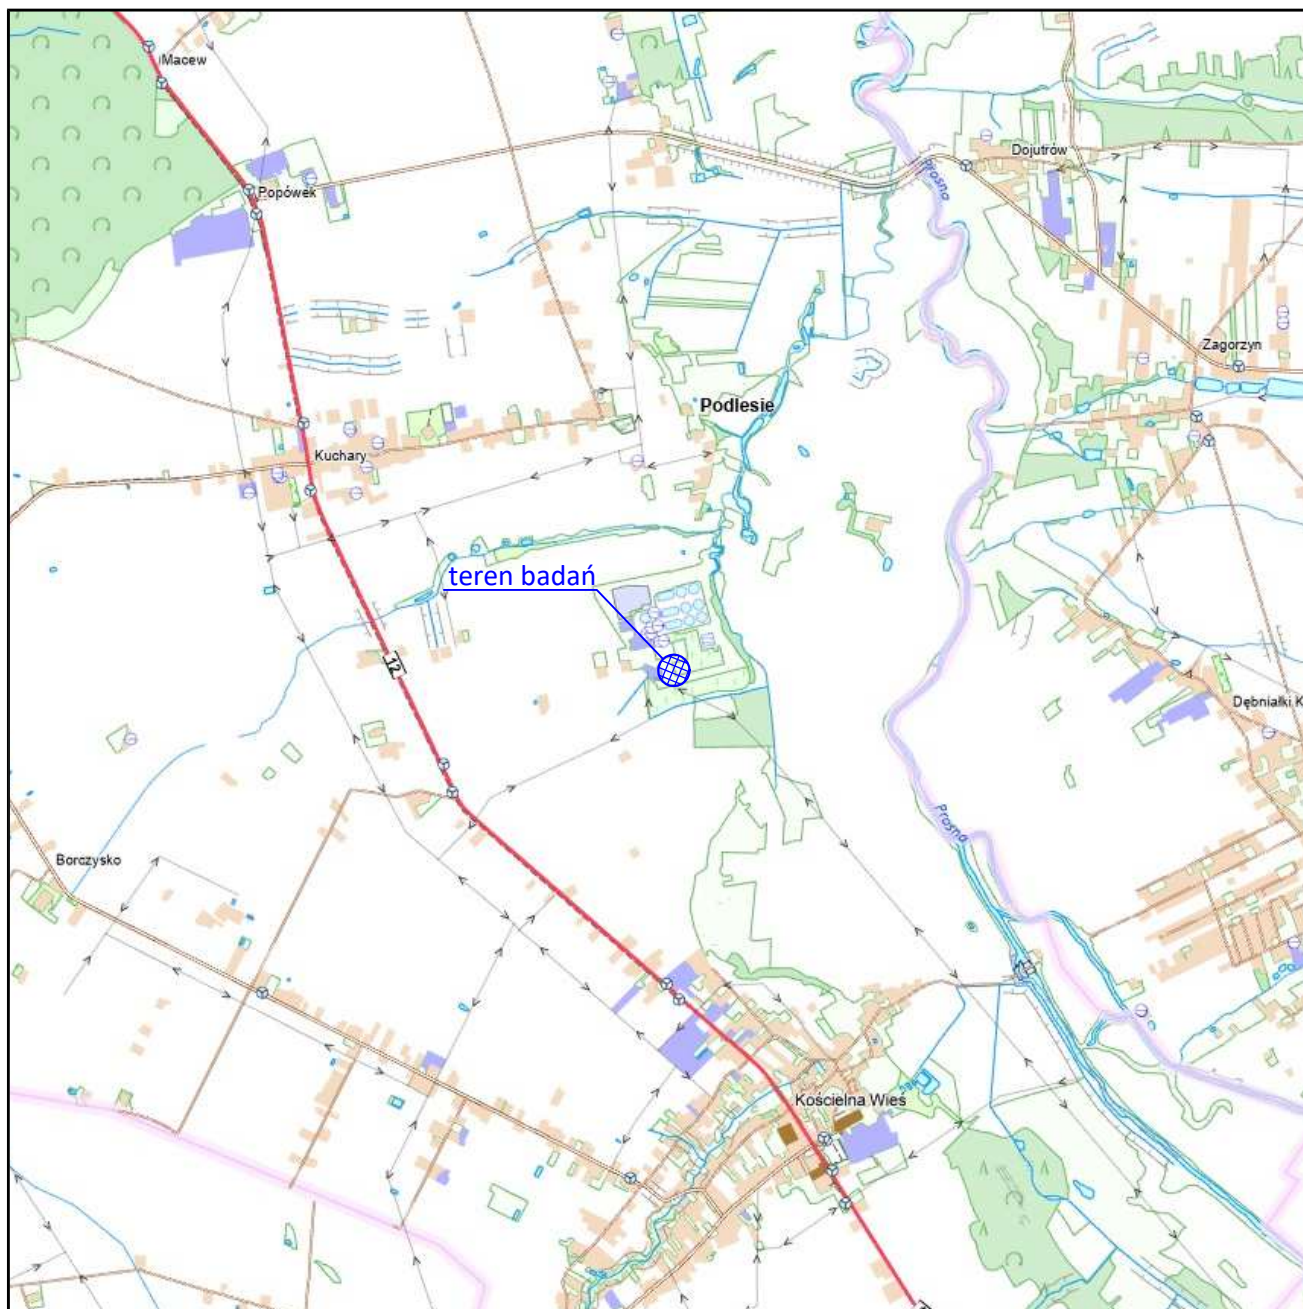 Macew
Dojutrów
Popówek
Prosna
Zagorzyn
Podlesie
Kuchary
teren badań
12
Dębniałki K
Prosna
Borczysko
Kościelna Wieś